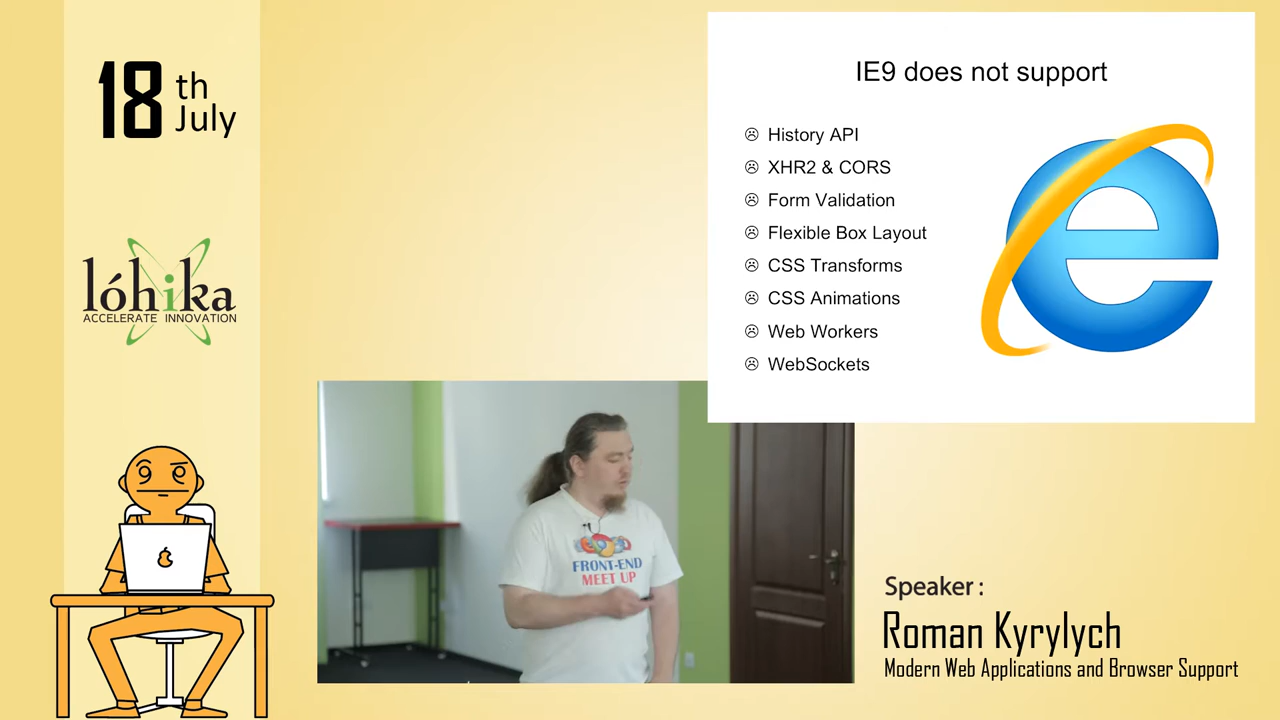 18 th
July
lóhika
ACCELERATE INNOVATION
IE9 does not support
☹ History API
☹ XHR2 & CORS
☹ Form Validation
☹ Flexible Box Layout
☹ CSS Transforms
☹ CSS Animations
☹ Web Workers
☹ WebSockets
FRONT-END
MEET UP
Speaker :
Roman Kyrylych
Modern Web Applications and Browser Support